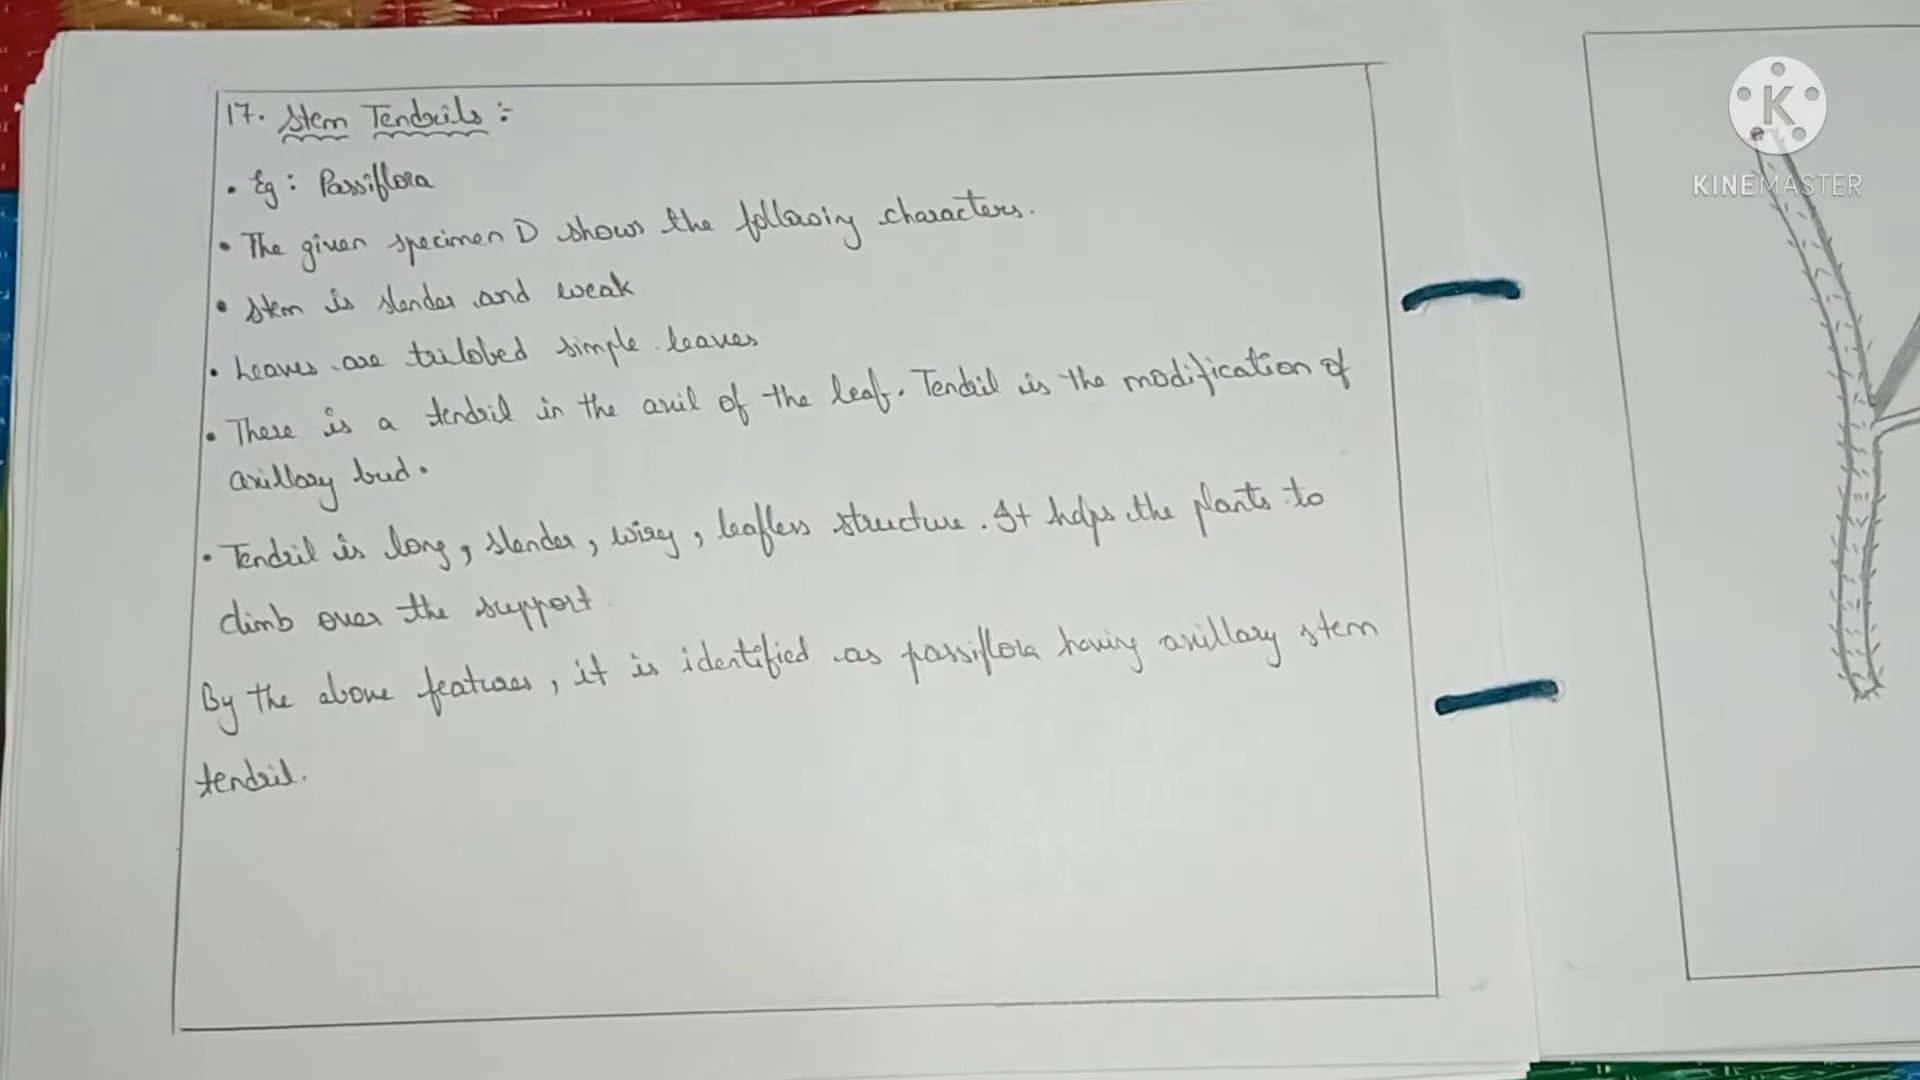 17. Stem Tendrils :-
• Eg : Passiflora
• The given specimen D shows the following characters.
• Stem is slender and weak
• Leaves are trilobed simple leaves
• There is a tendril in the axil of the leaf. Tendril is the modification of
axillary bud.
• Tendril is long, slender, wiry, leafless structure. It helps the plants to
climb over the support
By the above features, it is identified as passiflora having axillary stem
tendril.
K
KINEMASTER